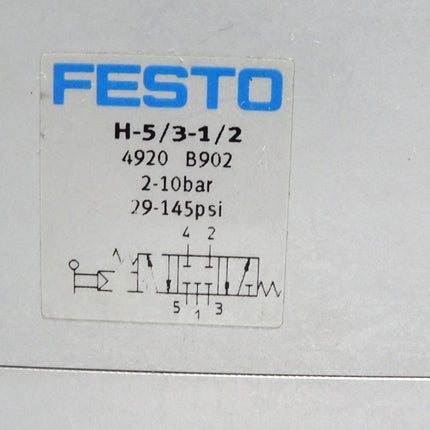 FESTO
H-5/3-1/2
4920 B902
2-10bar
29-145psi
4 2
5 1 3